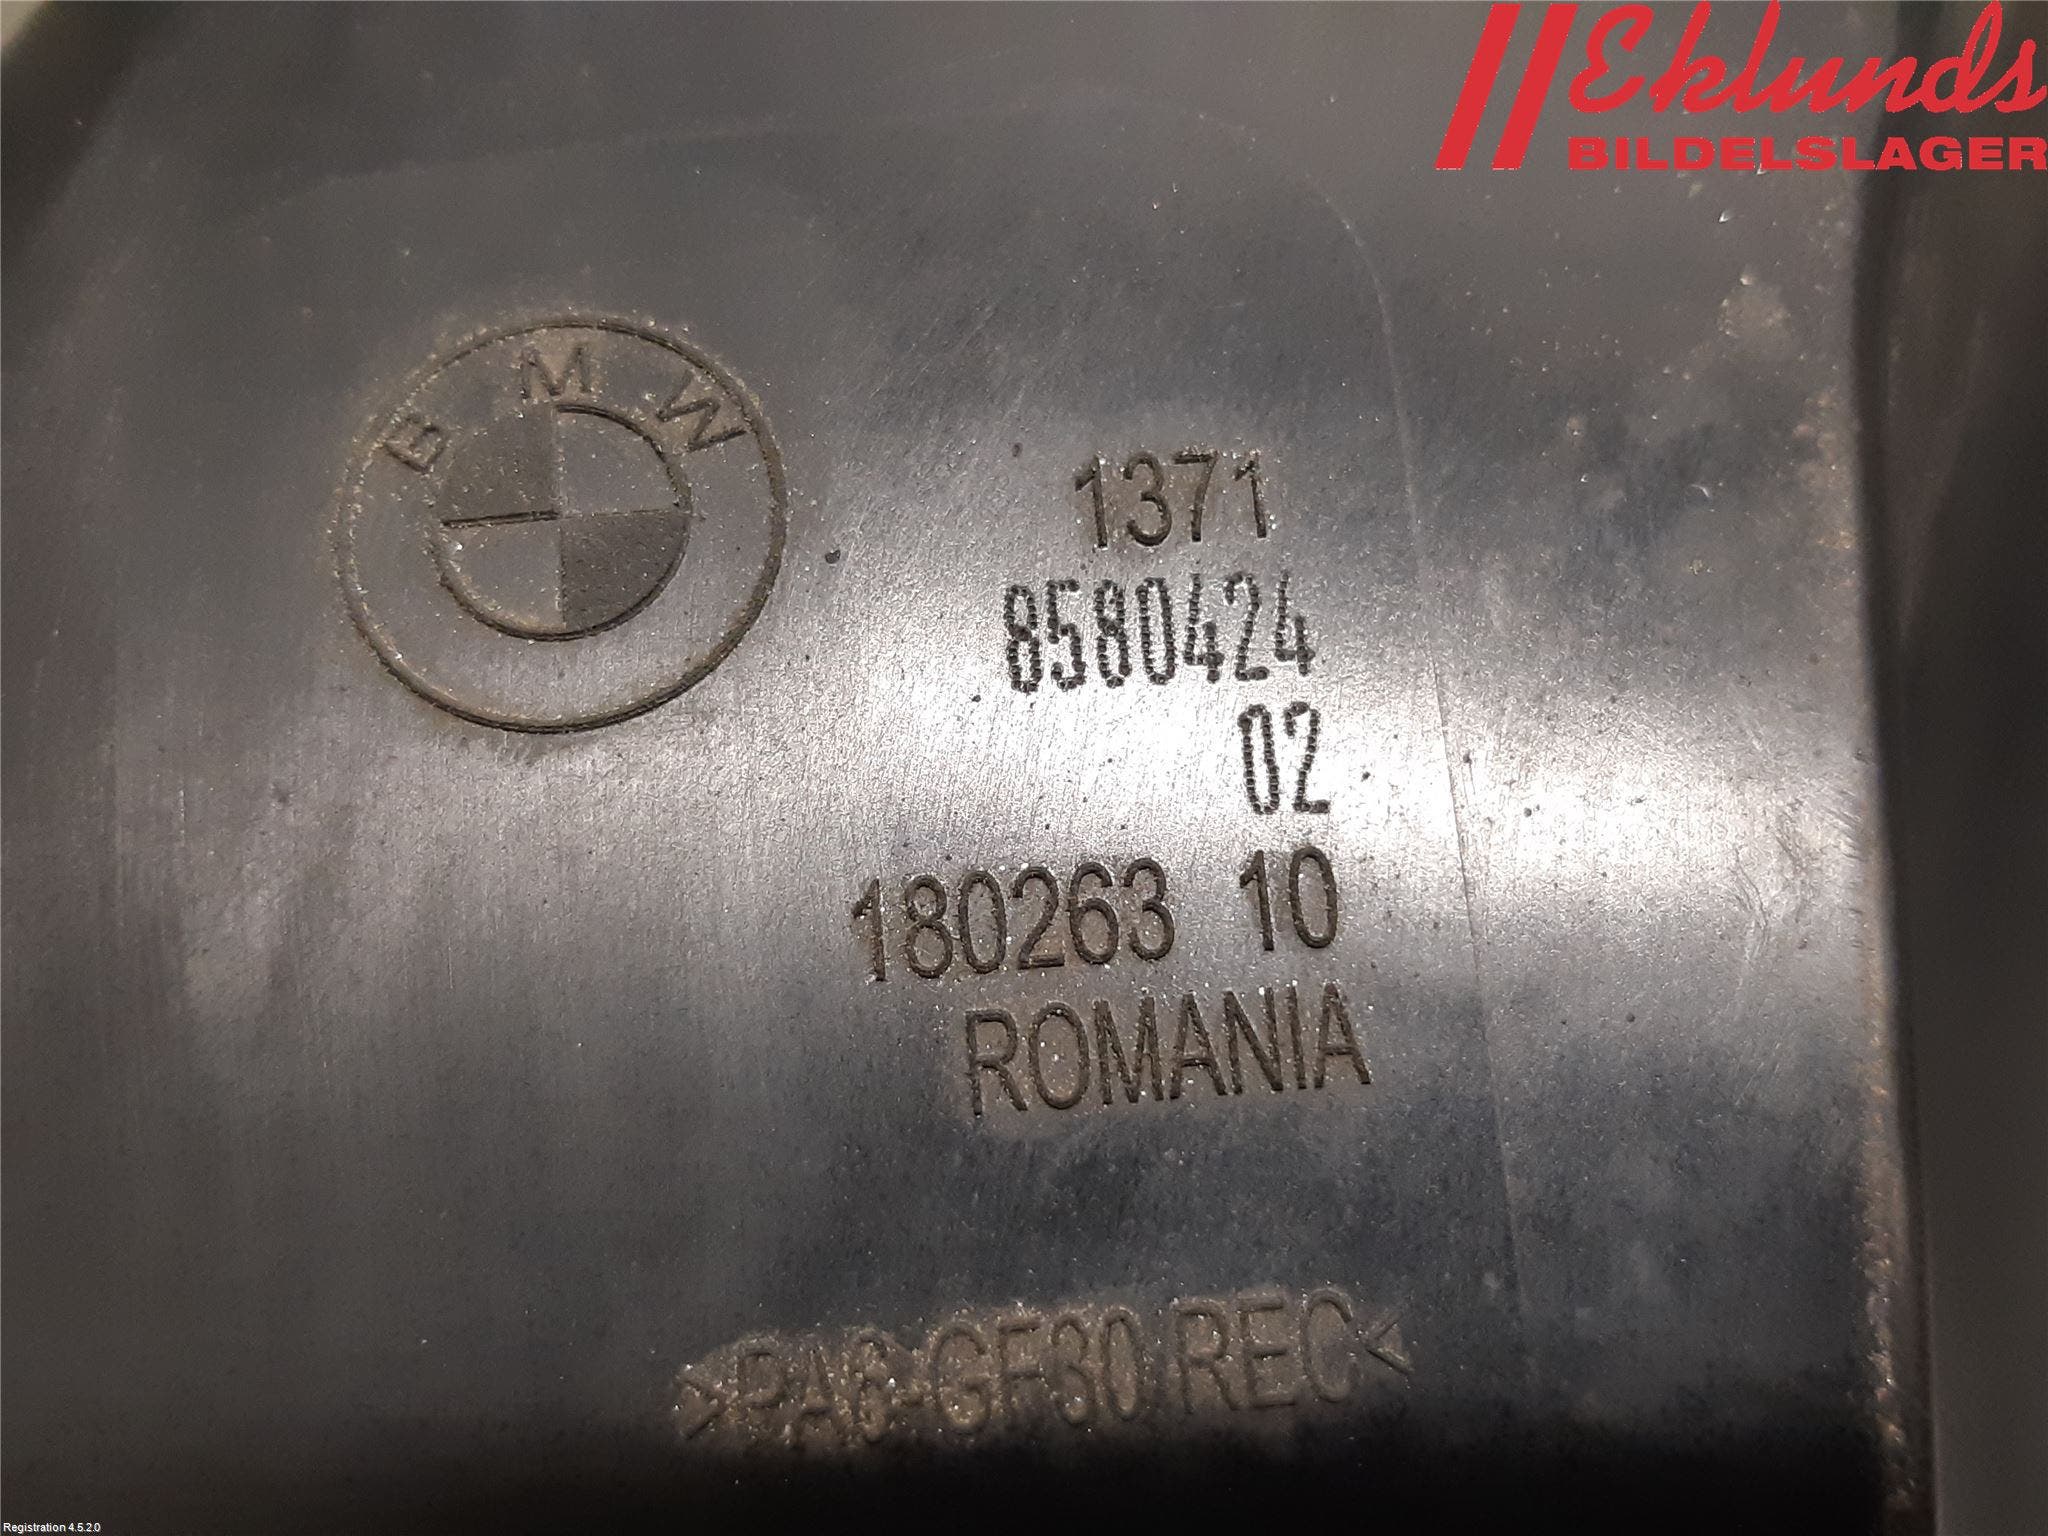 Eklunds
BILDELSLAGER
BMW
1371
8580424
02
180263 10
ROMANIA
>PA6-GF30 REC<
Registration 4.5.2.0